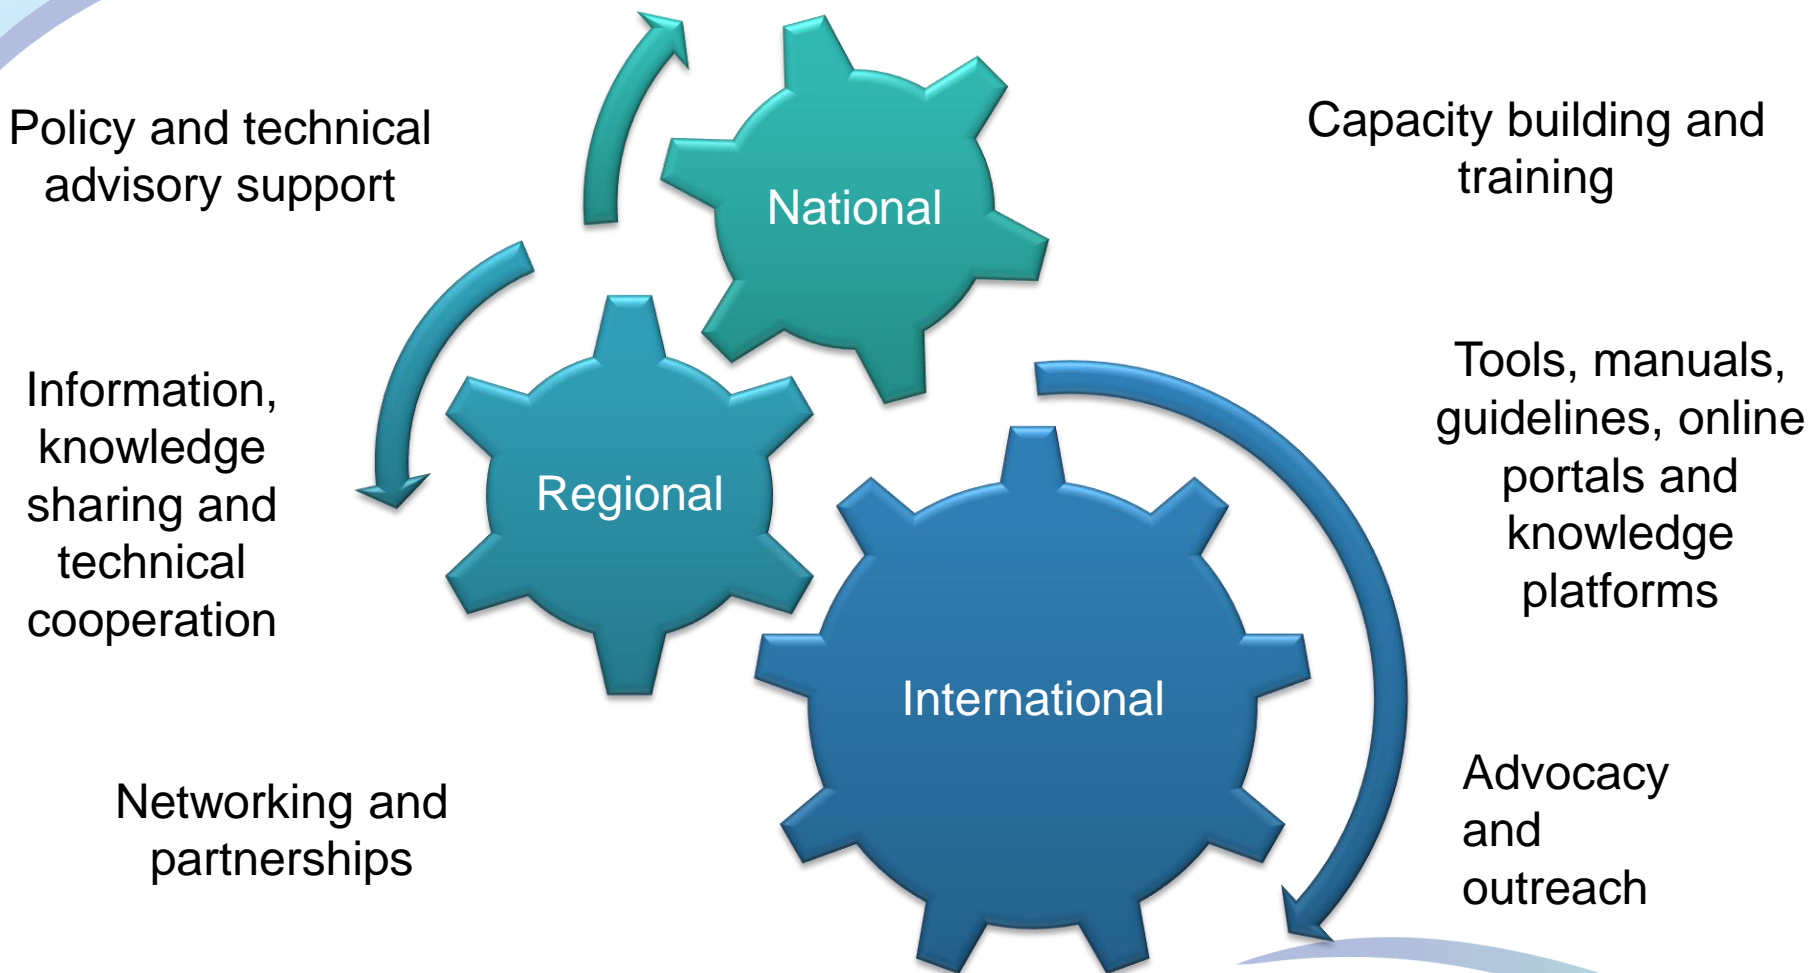 Policy and technical
advisory support
National
Capacity building and
training
Information,
knowledge
sharing and
technical
cooperation
Regional
Tools, manuals,
guidelines, online
portals and
knowledge
platforms
International
Networking and
partnerships
Advocacy
and
outreach